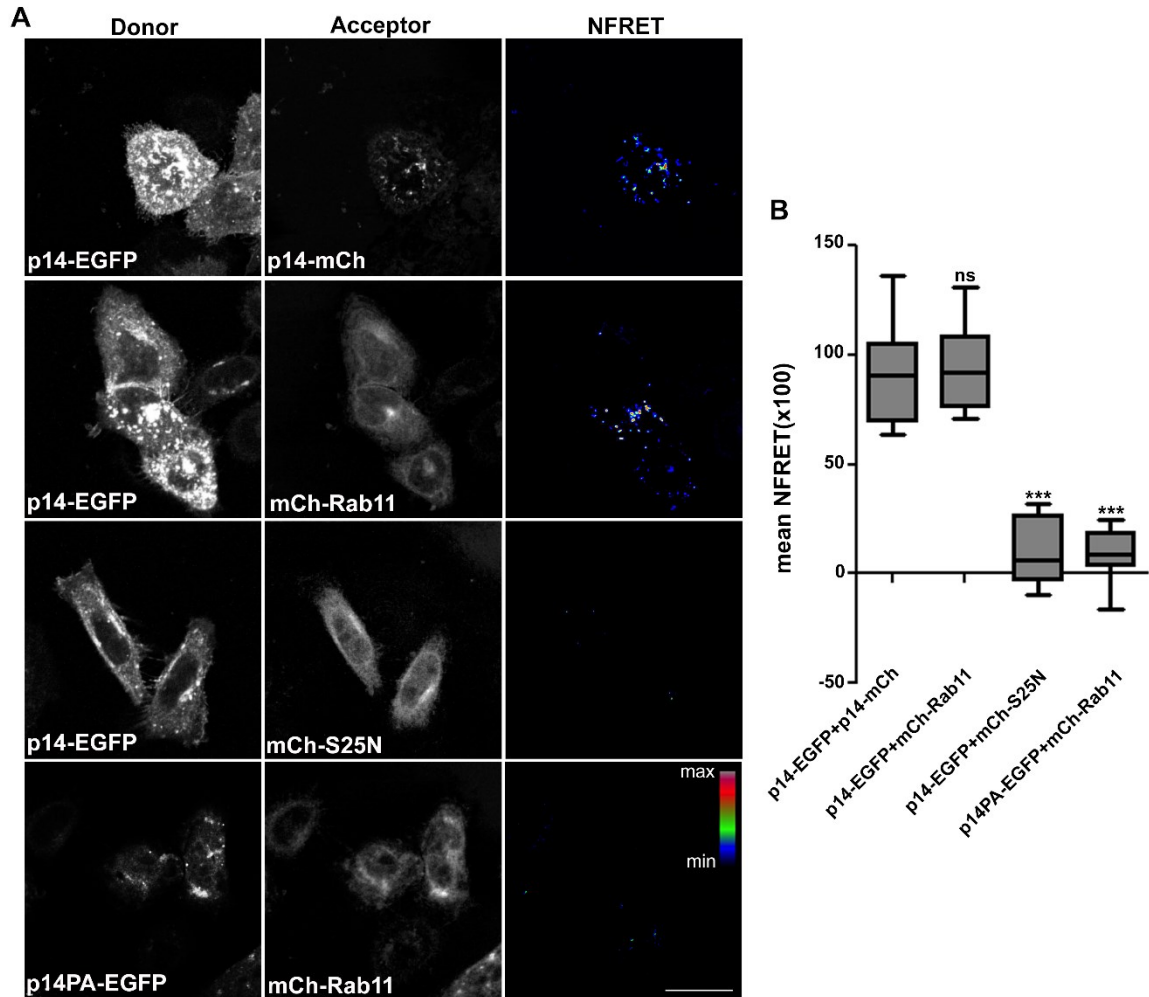 A
Donor
Acceptor
NFRET
p14-EGFP
p14-mCh
p14-EGFP
mCh-Rab11
p14-EGFP
mCh-S25N
max
min
p14PA-EGFP
mCh-Rab11
B
mean NFRET(x100)
150
100
50
0
-50
ns
***
***
p14-EGFP+p14-mCh
p14-EGFP+mCh-Rab11
p14-EGFP+mCh-S25N
p14PA-EGFP+mCh-Rab11